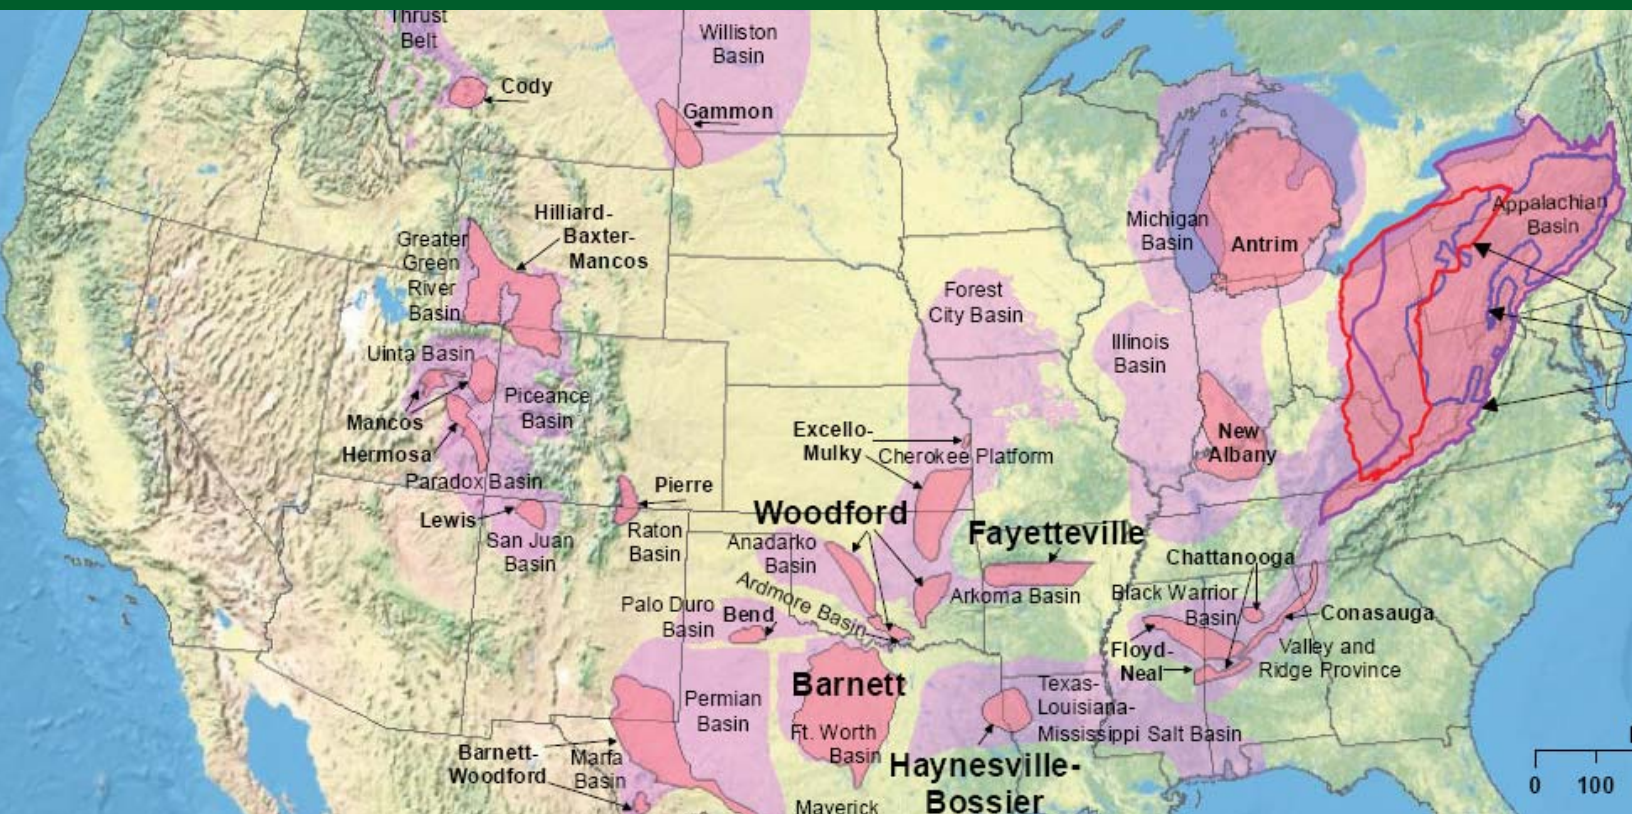 Thrust
Belt
Williston
Basin
Cody
Gammon
Hilliard-
Baxter-
Mancos
Greater
Green
River
Basin
Michigan
Basin
Antrim
Appalachian
Basin
Forest
City Basin
Illinois
Basin
Uinta Basin
Piceance
Basin
Mancos
Hermosa
Paradox Basin
Excello-
Mulky
Cherokee Platform
New
Albany
Pierre
Lewis
San Juan
Basin
Raton
Basin
Woodford
Anadarko
Basin
Fayetteville
Chattanooga
Ardmore Basin
Arkoma Basin
Black Warrior
Basin
Conasauga
Palo Duro
Basin
Bend
Floyd-
Neal
Valley and
Ridge Province
Barnett
Permian
Basin
Ft. Worth
Basin
Texas-
Louisiana-
Mississippi Salt Basin
Barnett-
Woodford
Marfa
Basin
Haynesville-
Bossier
Maverick
0 100